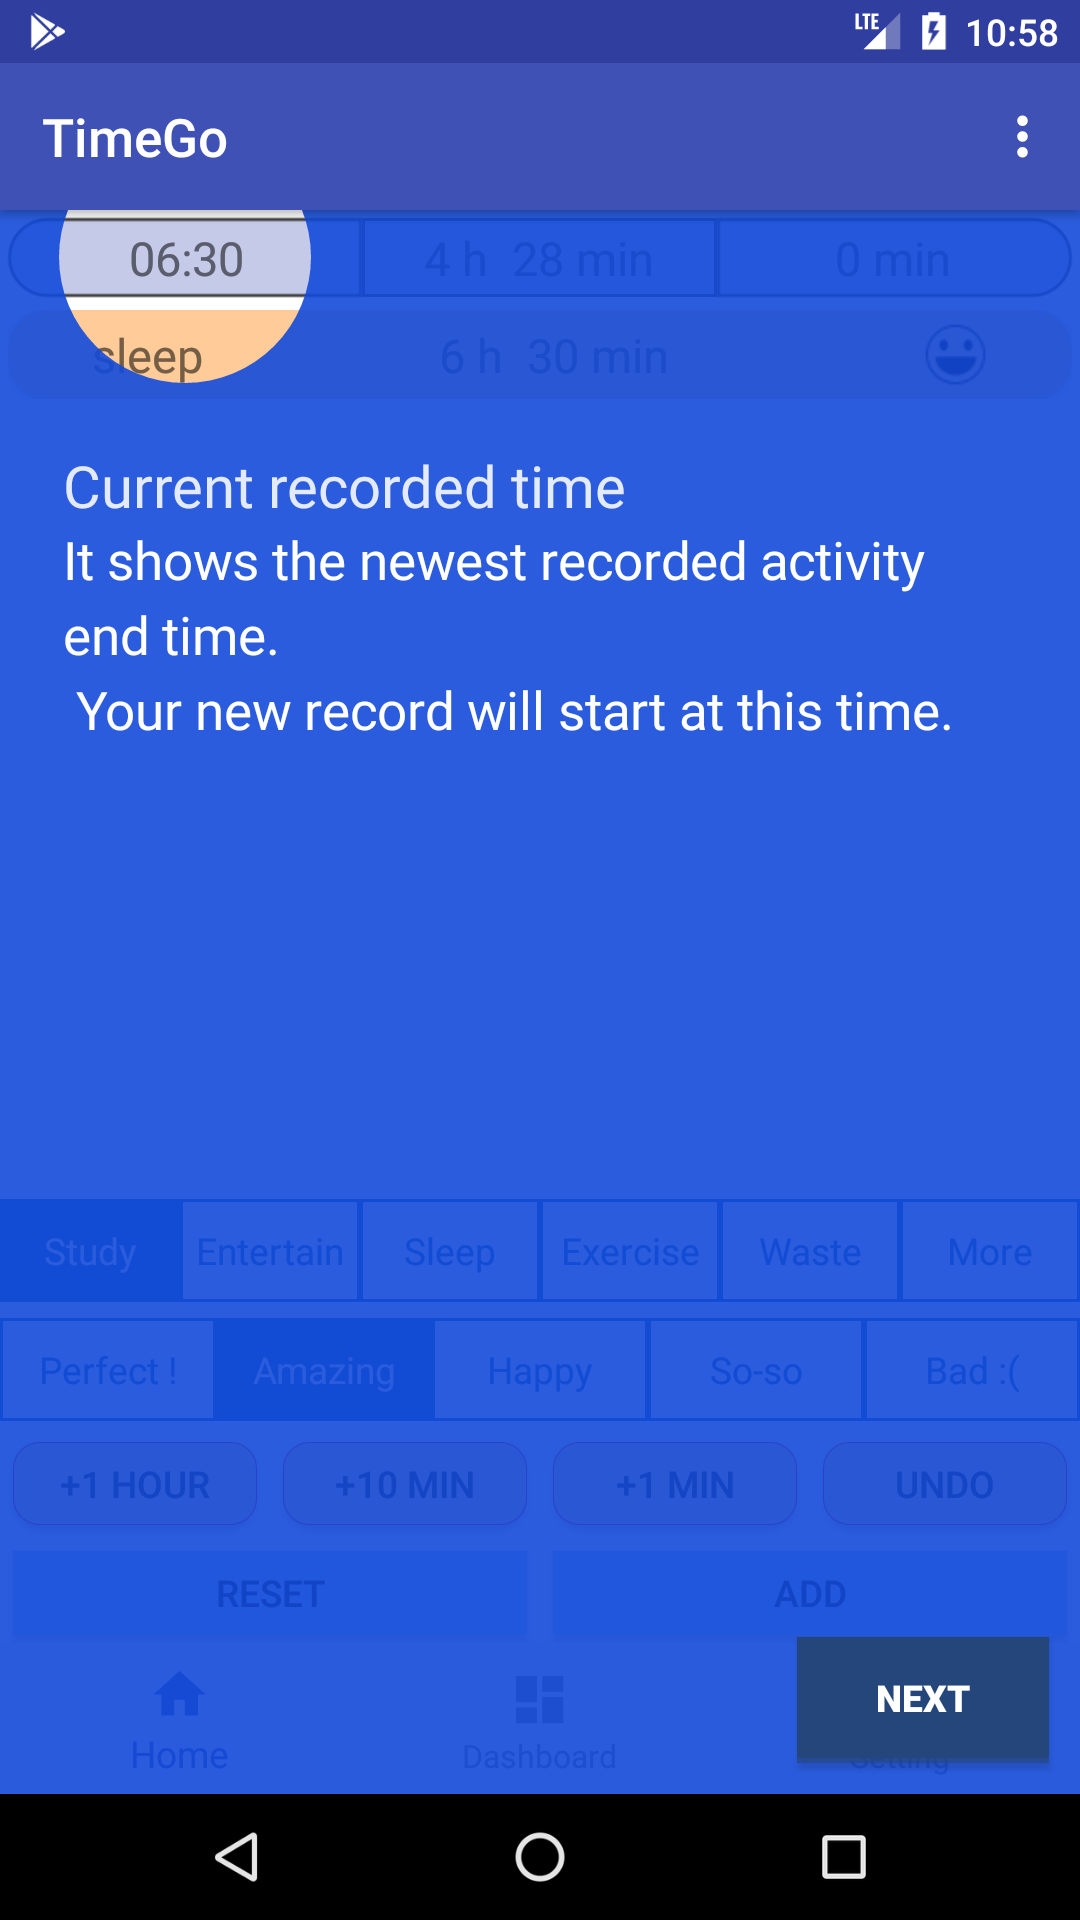 LTE 10:58
TimeGo
06:30 4 h 28 min 0 min
sleep 6 h 30 min
Current recorded time
It shows the newest recorded activity
end time.
Your new record will start at this time.
Study Entertain Sleep Exercise Waste More
Perfect ! Amazing Happy So-so Bad :(
+1 HOUR +10 MIN +1 MIN UNDO
RESET ADD
NEXT
Home Dashboard Setting